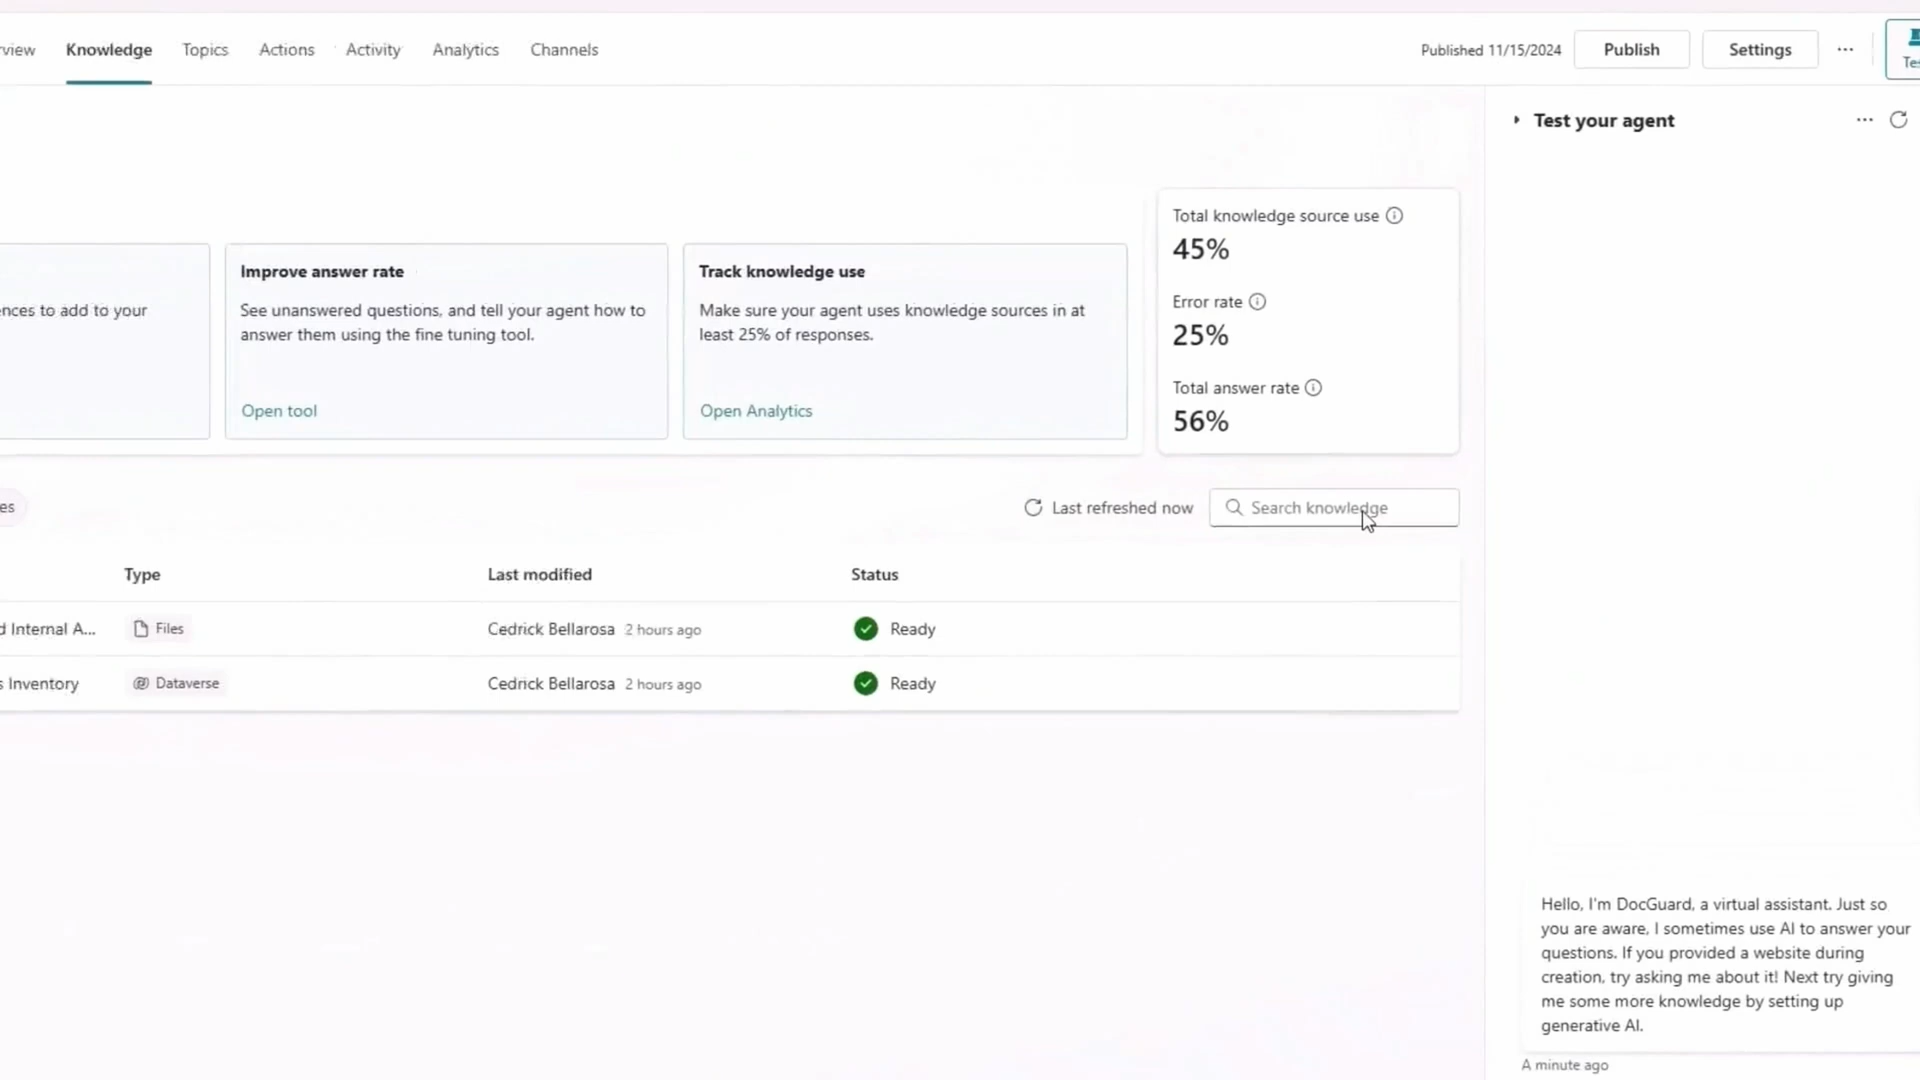 rview Knowledge Topics Actions Activity Analytics Channels Published 11/15/2024 Publish Settings ... Tes
Test your agent ...
Total knowledge source use
45%
Error rate
25%
Total answer rate
56%
ences to add to your
Improve answer rate
See unanswered questions, and tell your agent how to
answer them using the fine tuning tool.
Open tool
Track knowledge use
Make sure your agent uses knowledge sources in at
least 25% of responses.
Open Analytics
es Last refreshed now Search knowledge
Type Last modified Status
d Internal A... Files Cedrick Bellarosa 2 hours ago Ready
s Inventory Dataverse Cedrick Bellarosa 2 hours ago Ready
Hello, I'm DocGuard, a virtual assistant. Just so
you are aware, I sometimes use AI to answer your
questions. If you provided a website during
creation, try asking me about it! Next try giving
me some more knowledge by setting up
generative AI.
A minute ago